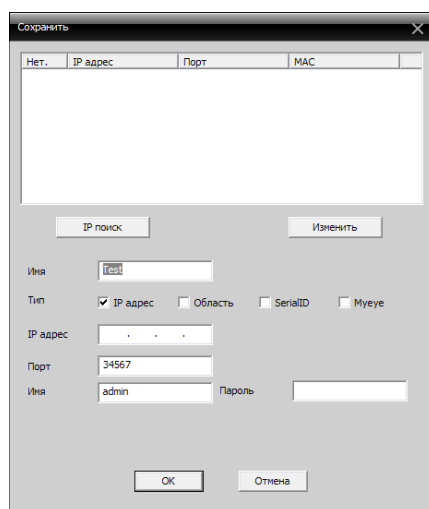 Сохранить
Нет. IP адрес Порт MAC
IP поиск Изменить
Имя Test
Тип IP адрес Область SerialID Myeye
IP адрес . . .
Порт 34567
Имя admin Пароль
OK Отмена